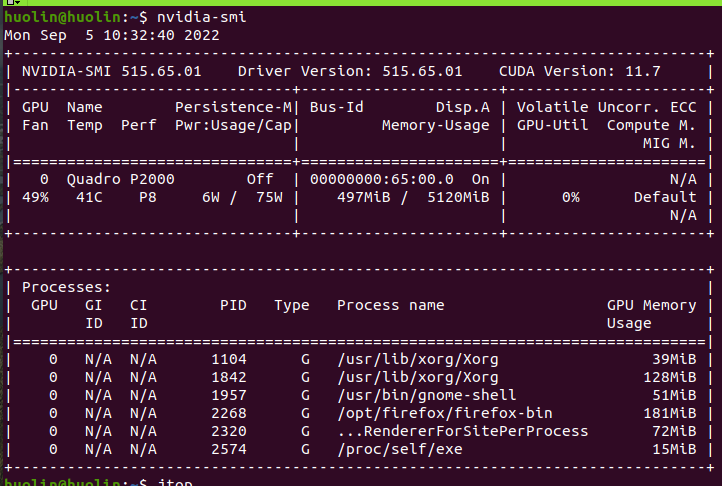 huolin@huolin:~$ nvidia-smi
Mon Sep  5 10:32:40 2022
+-----------------------------------------------------------------------------+
| NVIDIA-SMI 515.65.01    Driver Version: 515.65.01    CUDA Version: 11.7     |
|-------------------------------+----------------------+----------------------+
| GPU  Name        Persistence-M| Bus-Id        Disp.A | Volatile Uncorr. ECC |
| Fan  Temp  Perf  Pwr:Usage/Cap|         Memory-Usage | GPU-Util  Compute M. |
|                               |                      |               MIG M. |
|===============================+======================+======================|
|   0  Quadro P2000        Off  | 00000000:65:00.0  On |                  N/A |
| 49%   41C    P8     6W /  75W |    497MiB /  5120MiB |      0%      Default |
|                               |                      |                  N/A |
+-------------------------------+----------------------+----------------------+

+-----------------------------------------------------------------------------+
| Processes:                                                                  |
|  GPU   GI   CI        PID   Type   Process name                  GPU Memory |
|        ID   ID                                                   Usage      |
|=============================================================================|
|    0   N/A  N/A      1104      G   /usr/lib/xorg/Xorg                 39MiB |
|    0   N/A  N/A      1842      G   /usr/lib/xorg/Xorg                128MiB |
|    0   N/A  N/A      1957      G   /usr/bin/gnome-shell               51MiB |
|    0   N/A  N/A      2268      G   /opt/firefox/firefox-bin          181MiB |
|    0   N/A  N/A      2320      G   ...RendererForSitePerProcess       72MiB |
|    0   N/A  N/A      2574      G   /proc/self/exe                     15MiB |
+-----------------------------------------------------------------------------+
huolin@huolin:~$ jtop